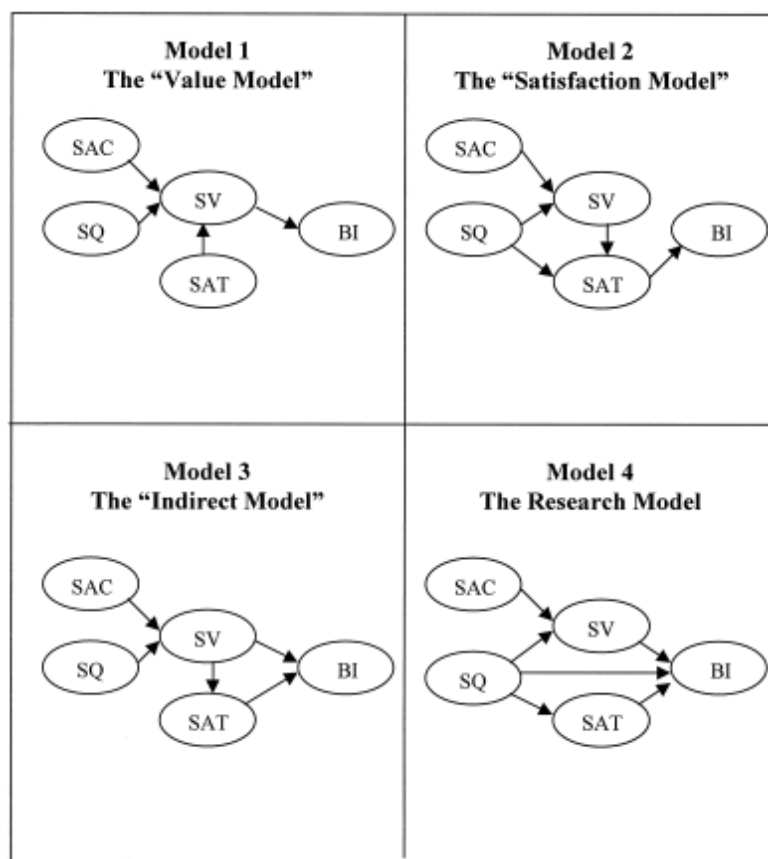 Model 1
The “Value Model”
SAC
SV
SQ
BI
SAT
Model 2
The “Satisfaction Model”
SAC
SV
SQ
BI
SAT
Model 3
The “Indirect Model”
SAC
SV
SQ
BI
SAT
Model 4
The Research Model
SAC
SV
SQ
BI
SAT